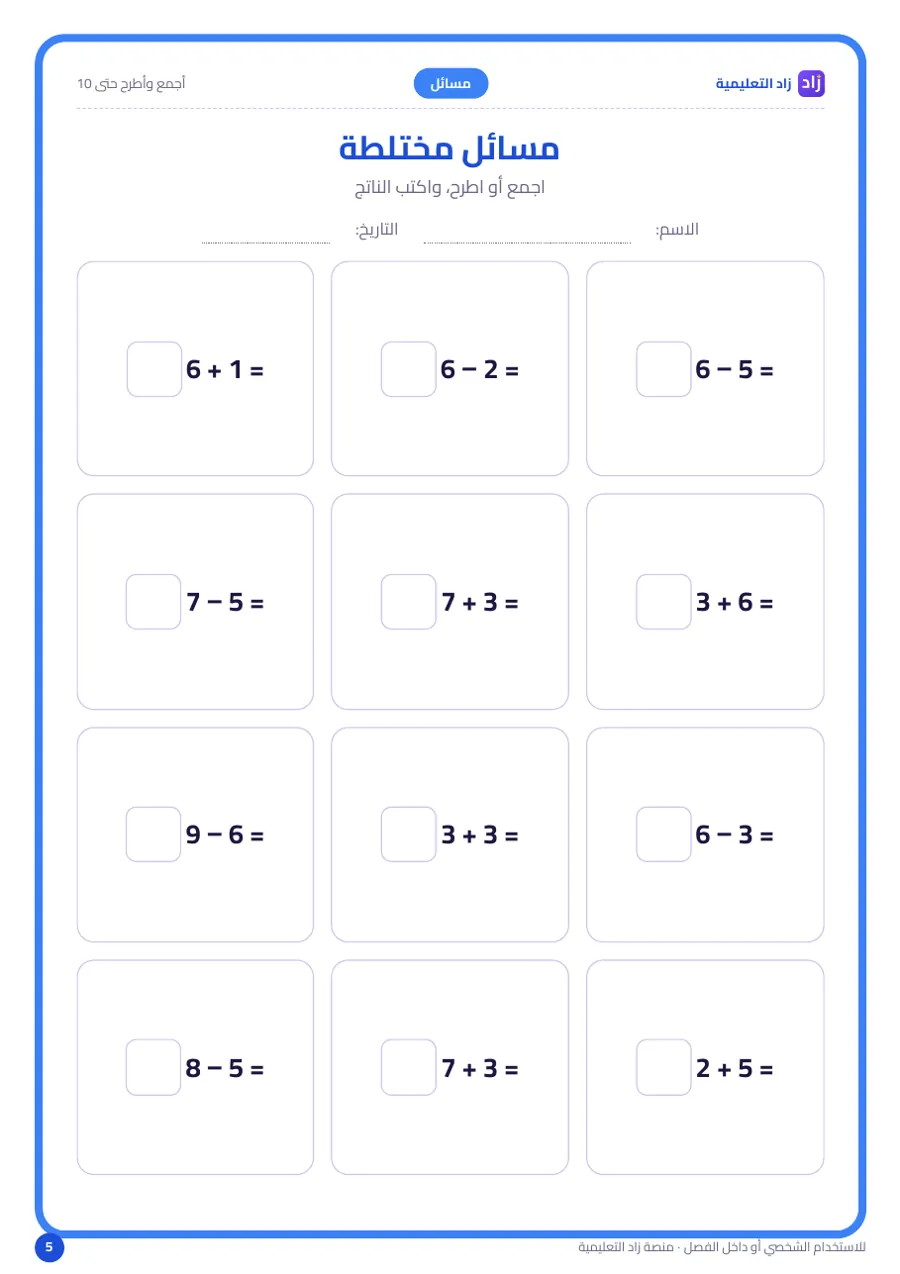 زاد زاد التعليمية
مسائل
أجمع وأطرح حتى 10
مسائل مختلطة
اجمع أو اطرح، واكتب الناتج
الاسم: التاريخ:
6 − 5 =
6 − 2 =
6 + 1 =
3 + 6 =
7 + 3 =
7 − 5 =
6 − 3 =
3 + 3 =
9 − 6 =
2 + 5 =
7 + 3 =
8 − 5 =
للاستخدام الشخصي أو داخل الفصل · منصة زاد التعليمية
5